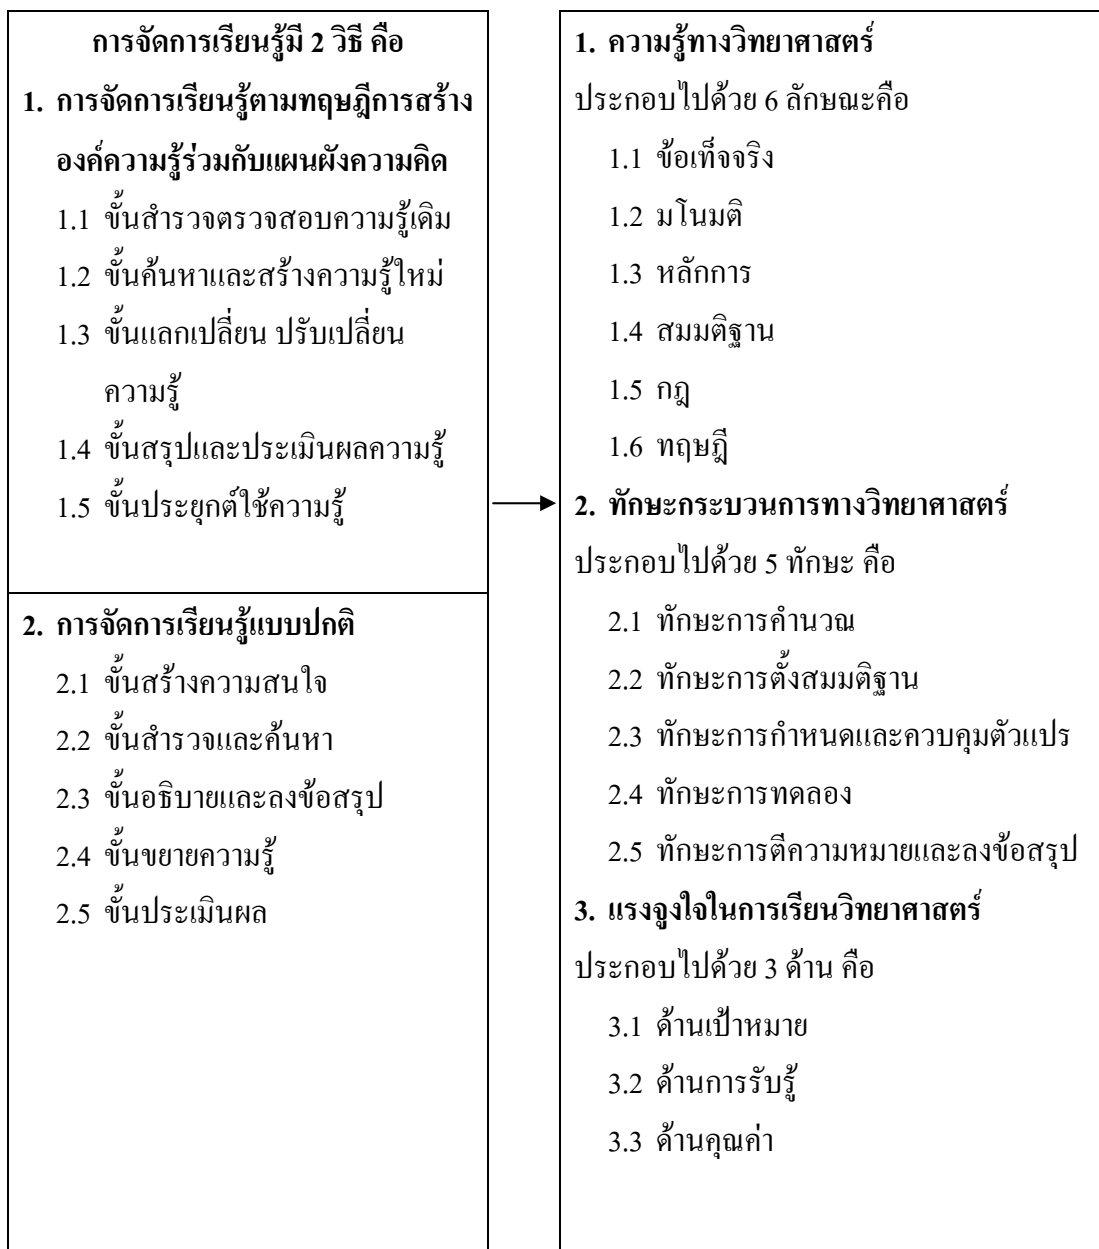 การจัดการเรียนรู้มี 2 วิธี คือ
1. การจัดการเรียนรู้ตามทฤษฎีการสร้าง
องค์ความรู้ร่วมกับแผนผังความคิด
1.1 ขั้นสำรวจตรวจสอบความรู้เดิม
1.2 ขั้นค้นหาและสร้างความรู้ใหม่
1.3 ขั้นแลกเปลี่ยน ปรับเปลี่ยน
ความรู้
1.4 ขั้นสรุปและประเมินผลความรู้
1.5 ขั้นประยุกต์ใช้ความรู้
2. การจัดการเรียนรู้แบบปกติ
2.1 ขั้นสร้างความสนใจ
2.2 ขั้นสำรวจและค้นหา
2.3 ขั้นอธิบายและลงข้อสรุป
2.4 ขั้นขยายความรู้
2.5 ขั้นประเมินผล
1. ความรู้ทางวิทยาศาสตร์
ประกอบไปด้วย 6 ลักษณะคือ
1.1 ข้อเท็จจริง
1.2 มโนมติ
1.3 หลักการ
1.4 สมมติฐาน
1.5 กฎ
1.6 ทฤษฎี
2. ทักษะกระบวนการทางวิทยาศาสตร์
ประกอบไปด้วย 5 ทักษะ คือ
2.1 ทักษะการคำนวณ
2.2 ทักษะการตั้งสมมติฐาน
2.3 ทักษะการกำหนดและควบคุมตัวแปร
2.4 ทักษะการทดลอง
2.5 ทักษะการตีความหมายและลงข้อสรุป
3. แรงจูงใจในการเรียนวิทยาศาสตร์
ประกอบไปด้วย 3 ด้าน คือ
3.1 ด้านเป้าหมาย
3.2 ด้านการรับรู้
3.3 ด้านคุณค่า